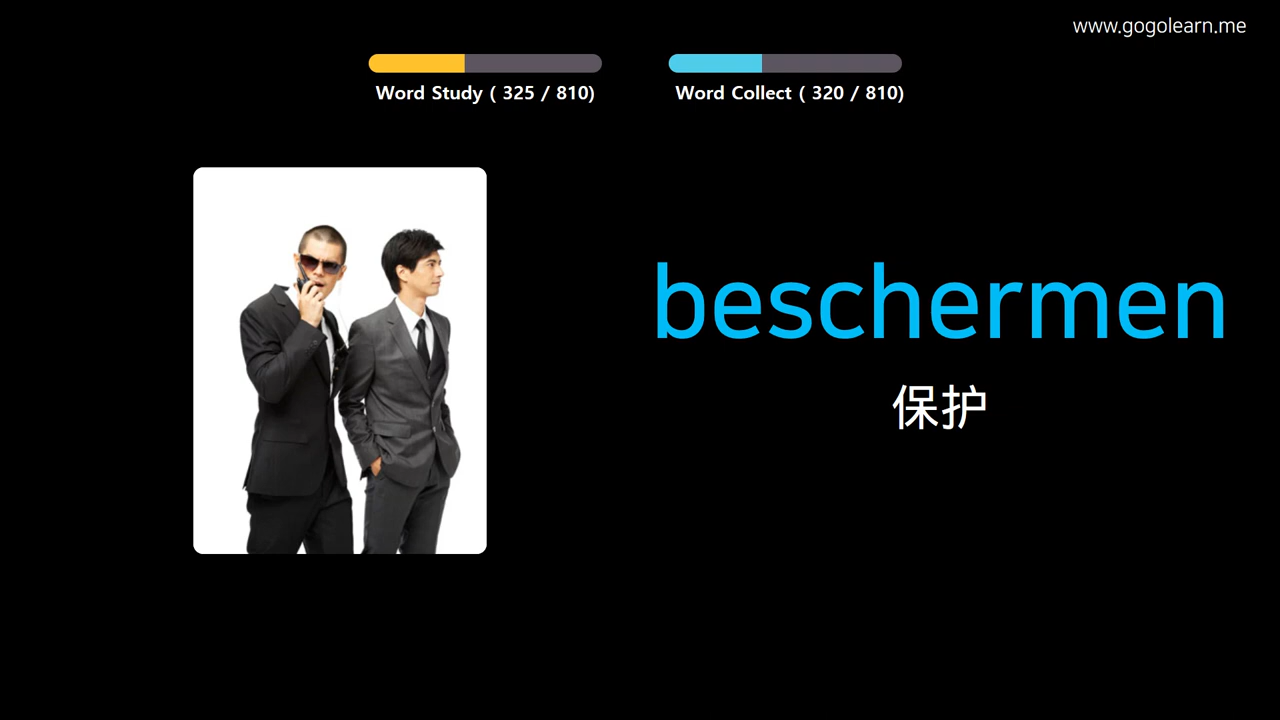 www.gogolearn.me
Word Study ( 325 / 810)
Word Collect ( 320 / 810)
beschermen
保护